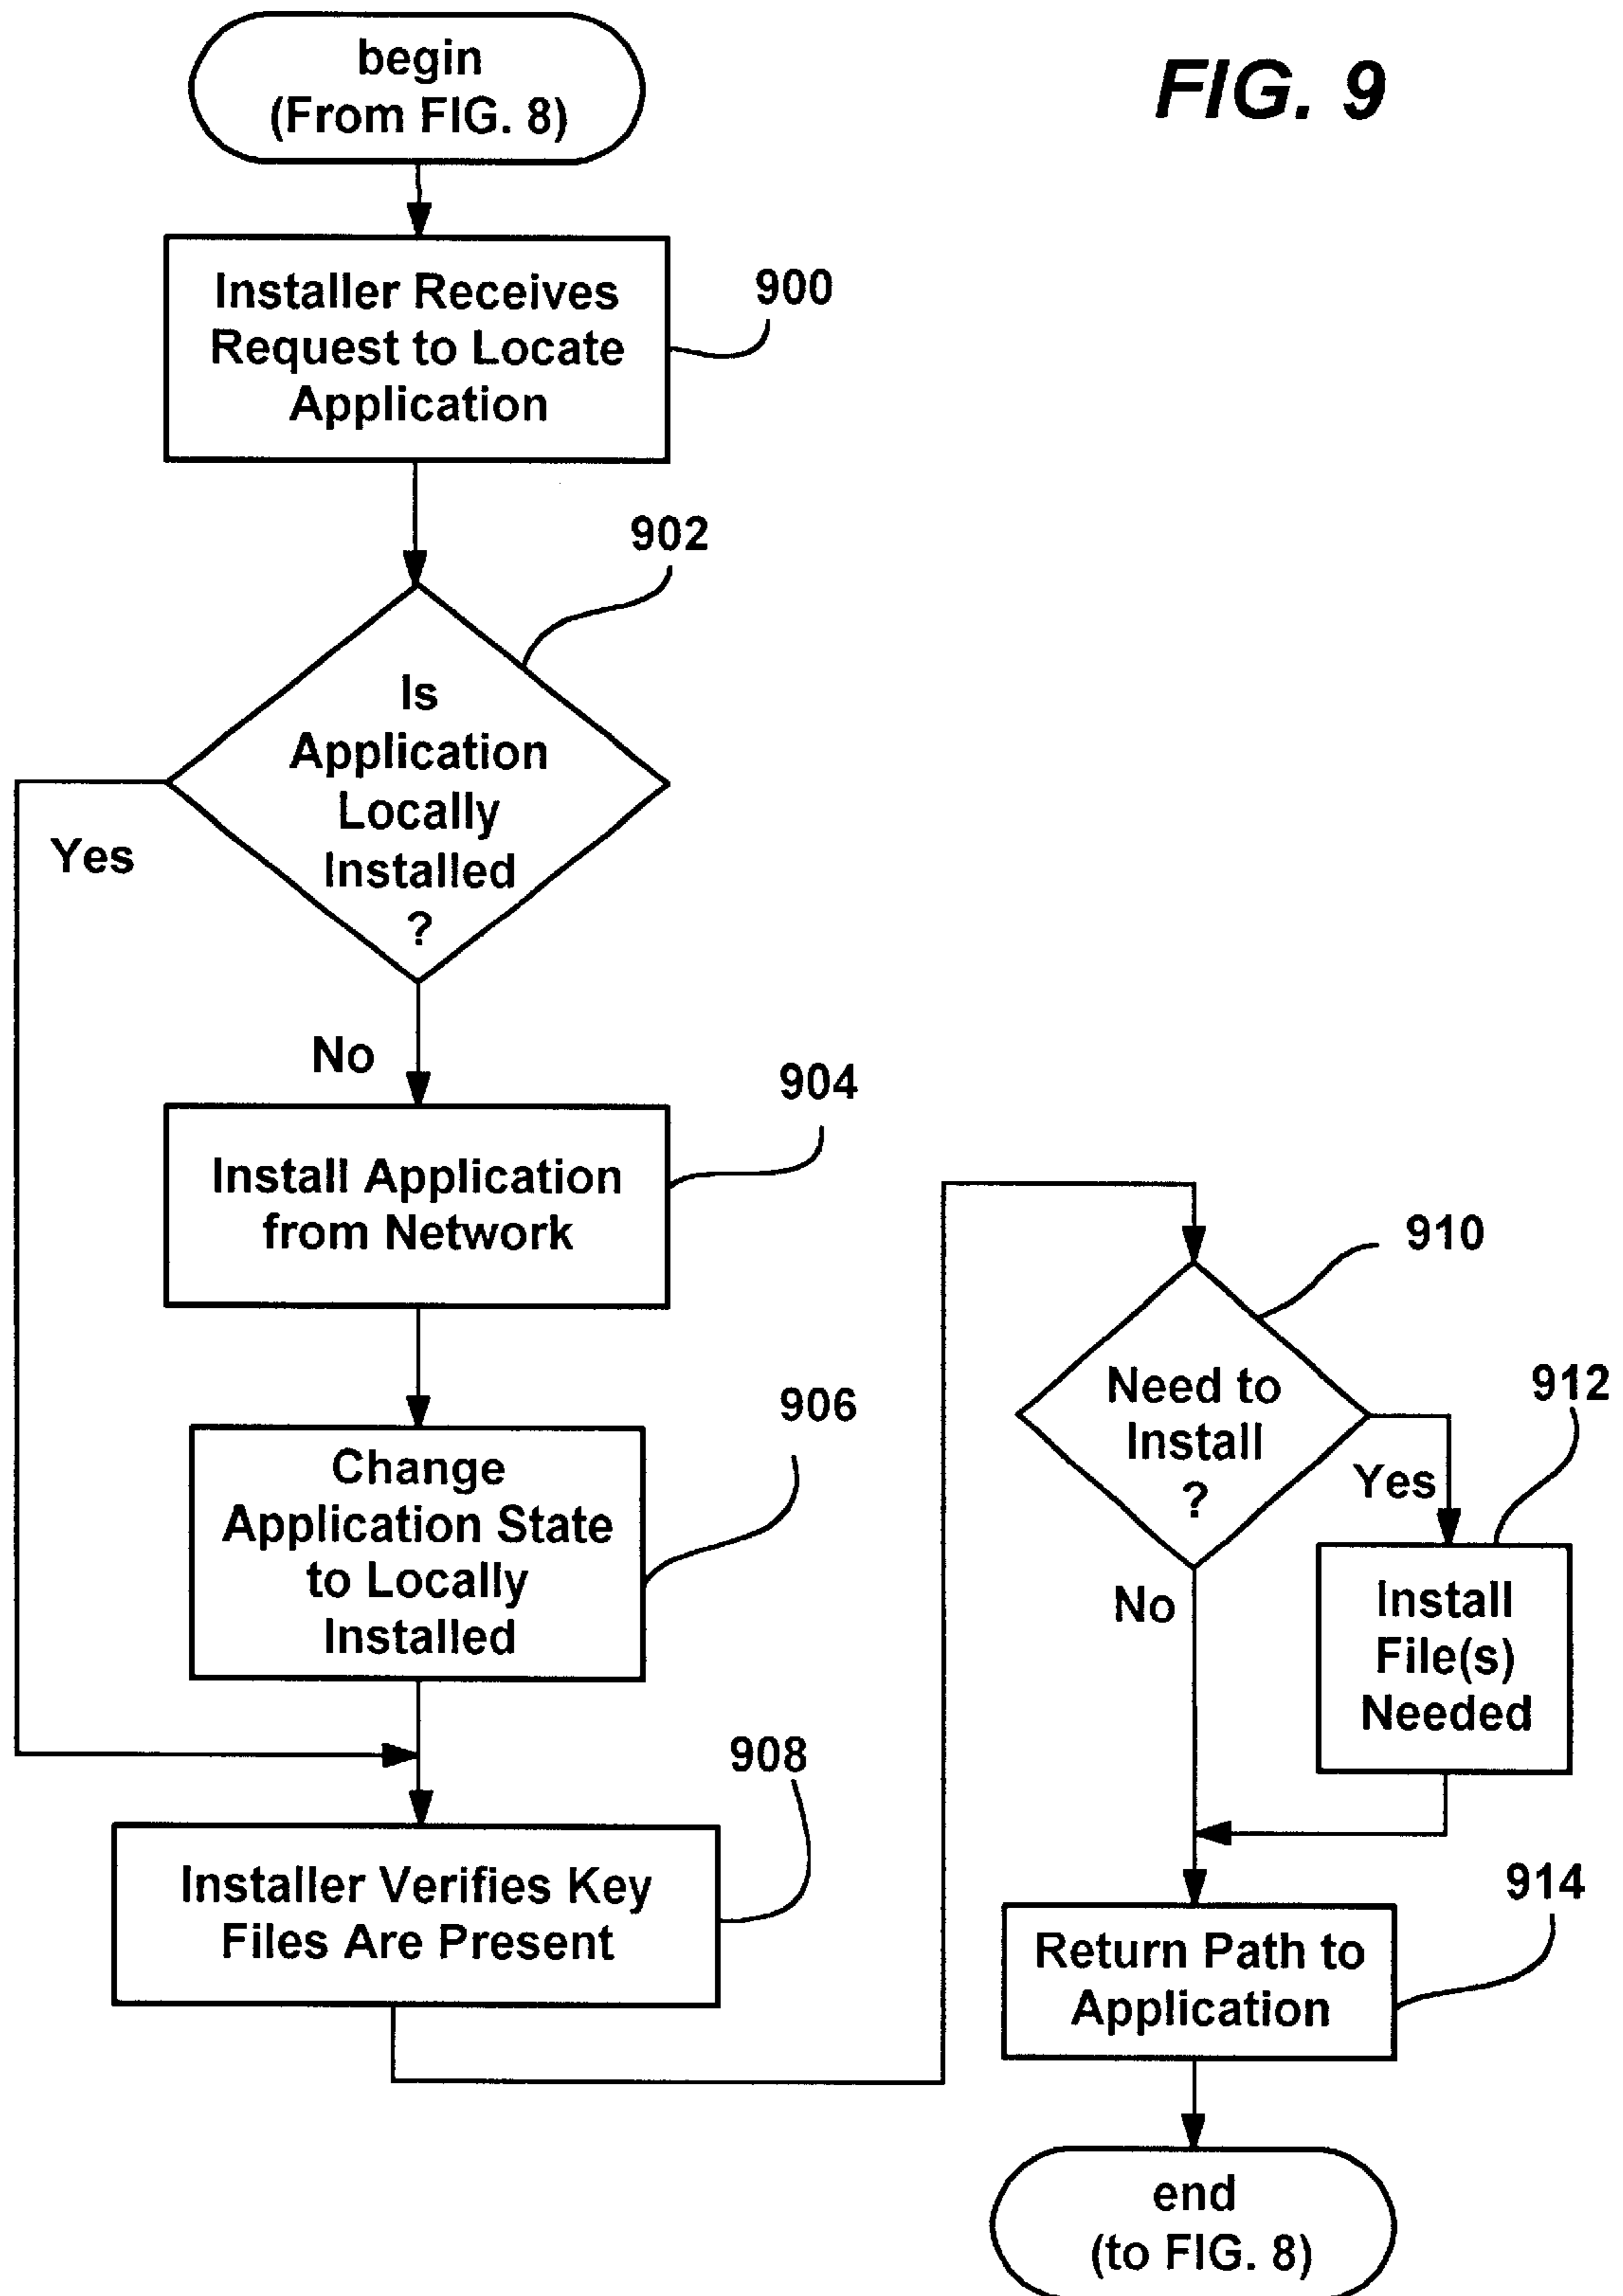 FIG. 9
begin
(From FIG. 8)
Installer Receives
Request to Locate
Application
900
902
Is
Application
Locally
Installed
?
Yes
No
904
Install Application
from Network
906
Change
Application State
to Locally
Installed
908
Installer Verifies Key
Files Are Present
910
Need to
Install
?
Yes
No
912
Install
File(s)
Needed
914
Return Path to
Application
end
(to FIG. 8)